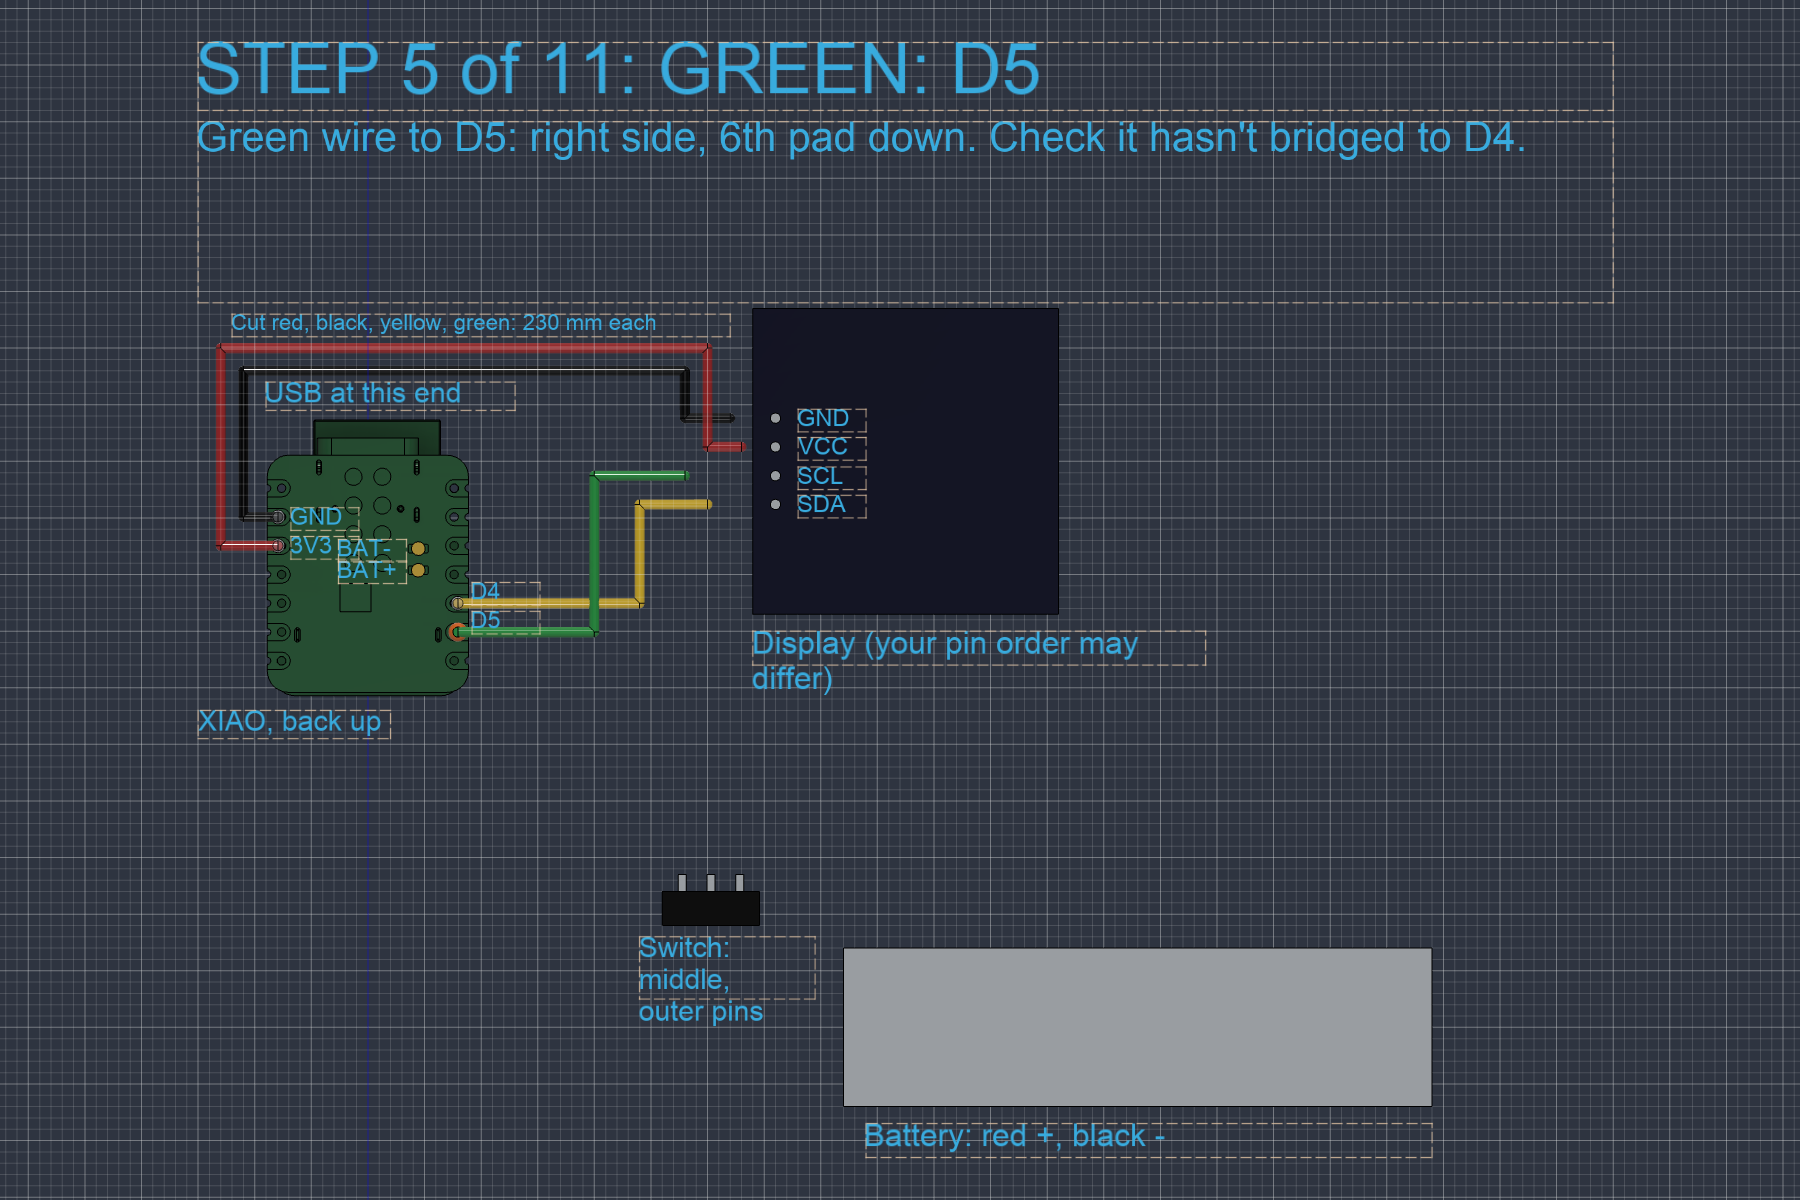 STEP 5 of 11: GREEN: D5
Green wire to D5: right side, 6th pad down. Check it hasn't bridged to D4.
Cut red, black, yellow, green: 230 mm each
USB at this end
GND
VCC
SCL
SDA
GND
3V3
BAT-
BAT+
D4
D5
Display (your pin order may
differ)
XIAO, back up
Switch:
middle,
outer pins
Battery: red +, black -